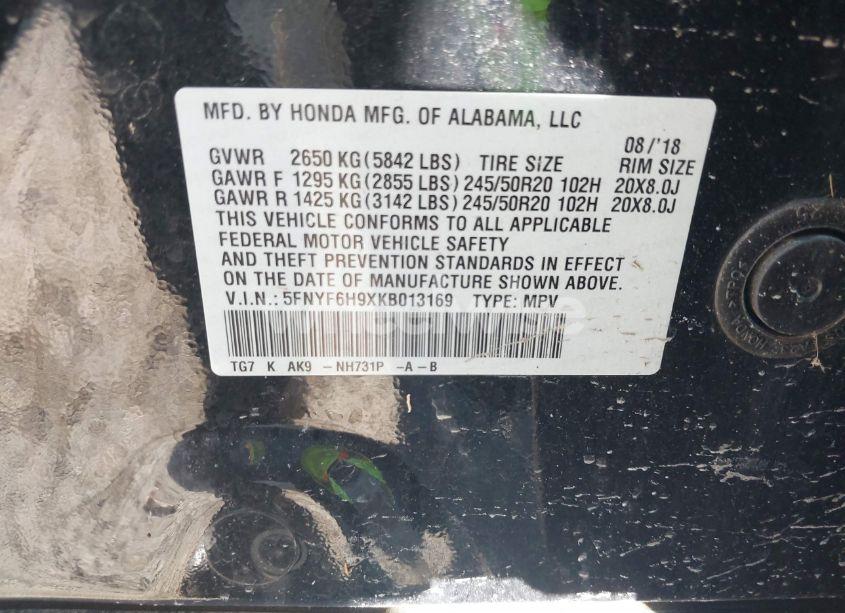 MFD. BY HONDA MFG. OF ALABAMA, LLC
08/'18
GVWR 2650 KG(5842 LBS) TIRE SIZE RIM SIZE
GAWR F 1295 KG(2855 LBS) 245/50R20 102H 20X8.0J
GAWR R 1425 KG(3142 LBS) 245/50R20 102H 20X8.0J
THIS VEHICLE CONFORMS TO ALL APPLICABLE
FEDERAL MOTOR VEHICLE SAFETY
AND THEFT PREVENTION STANDARDS IN EFFECT
ON THE DATE OF MANUFACTURE SHOWN ABOVE.
V.I.N.: 5FNYF6H9XKB013169 TYPE: MPV
TG7 K AK9 -NH731P -A-B